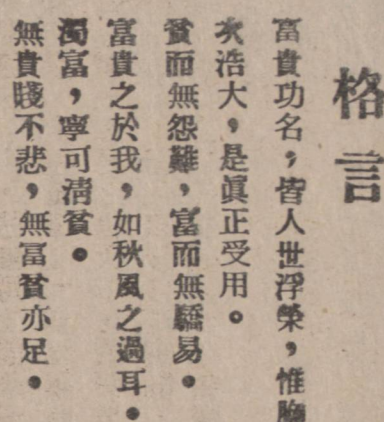 格言
富貴功名，皆人世浮榮，惟胸
次浩大，是眞正受用。
貧而無怨難，富而無驕易。
富貴之於我，如秋風之過耳。
濁富，寧可淸貧。
無貴賤不悲，無富貧亦足。